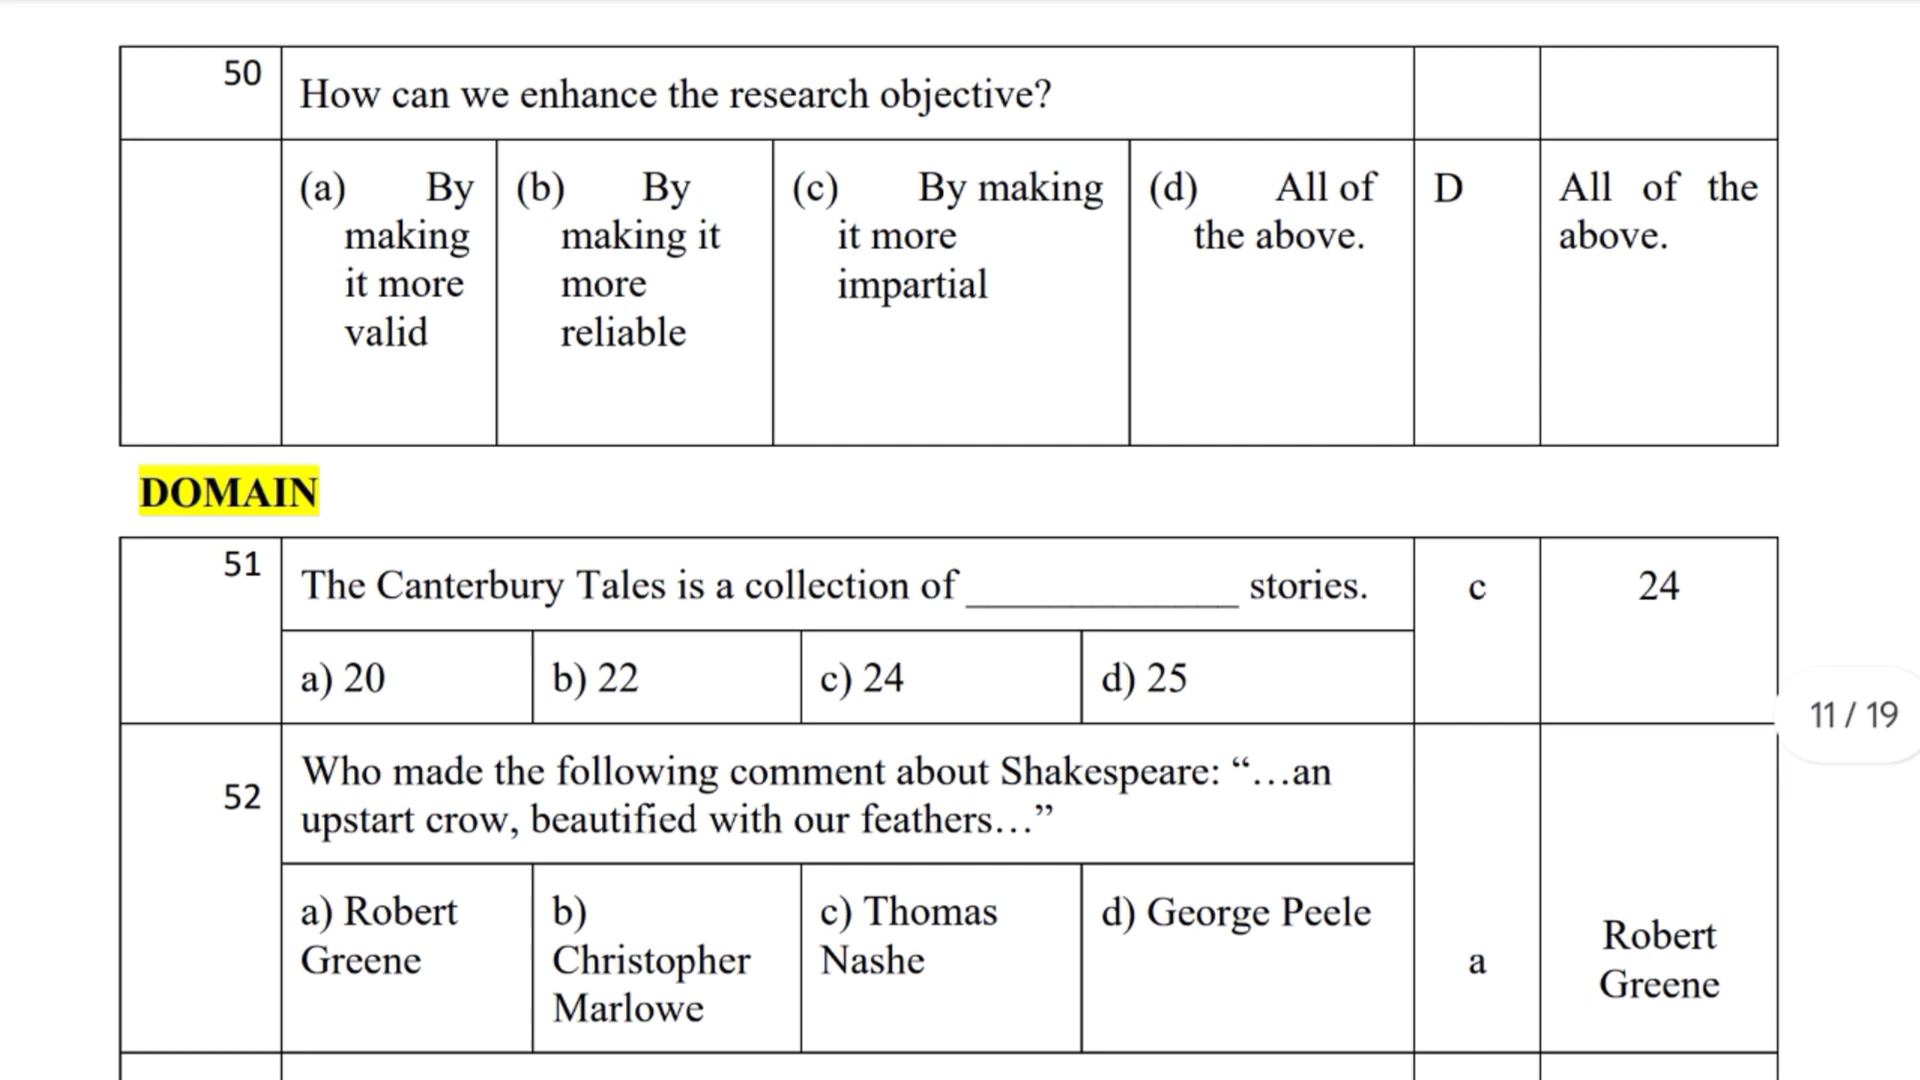 50
How can we enhance the research objective?
(a) By making it more valid
(b) By making it more reliable
(c) By making it more impartial
(d) All of the above.
D
All of the above.
DOMAIN
51
The Canterbury Tales is a collection of _____________ stories.
c
24
a) 20
b) 22
c) 24
d) 25
11 / 19
52
Who made the following comment about Shakespeare: “…an
upstart crow, beautified with our feathers…”
a) Robert
Greene
b)
Christopher
Marlowe
c) Thomas
Nashe
d) George Peele
a
Robert
Greene